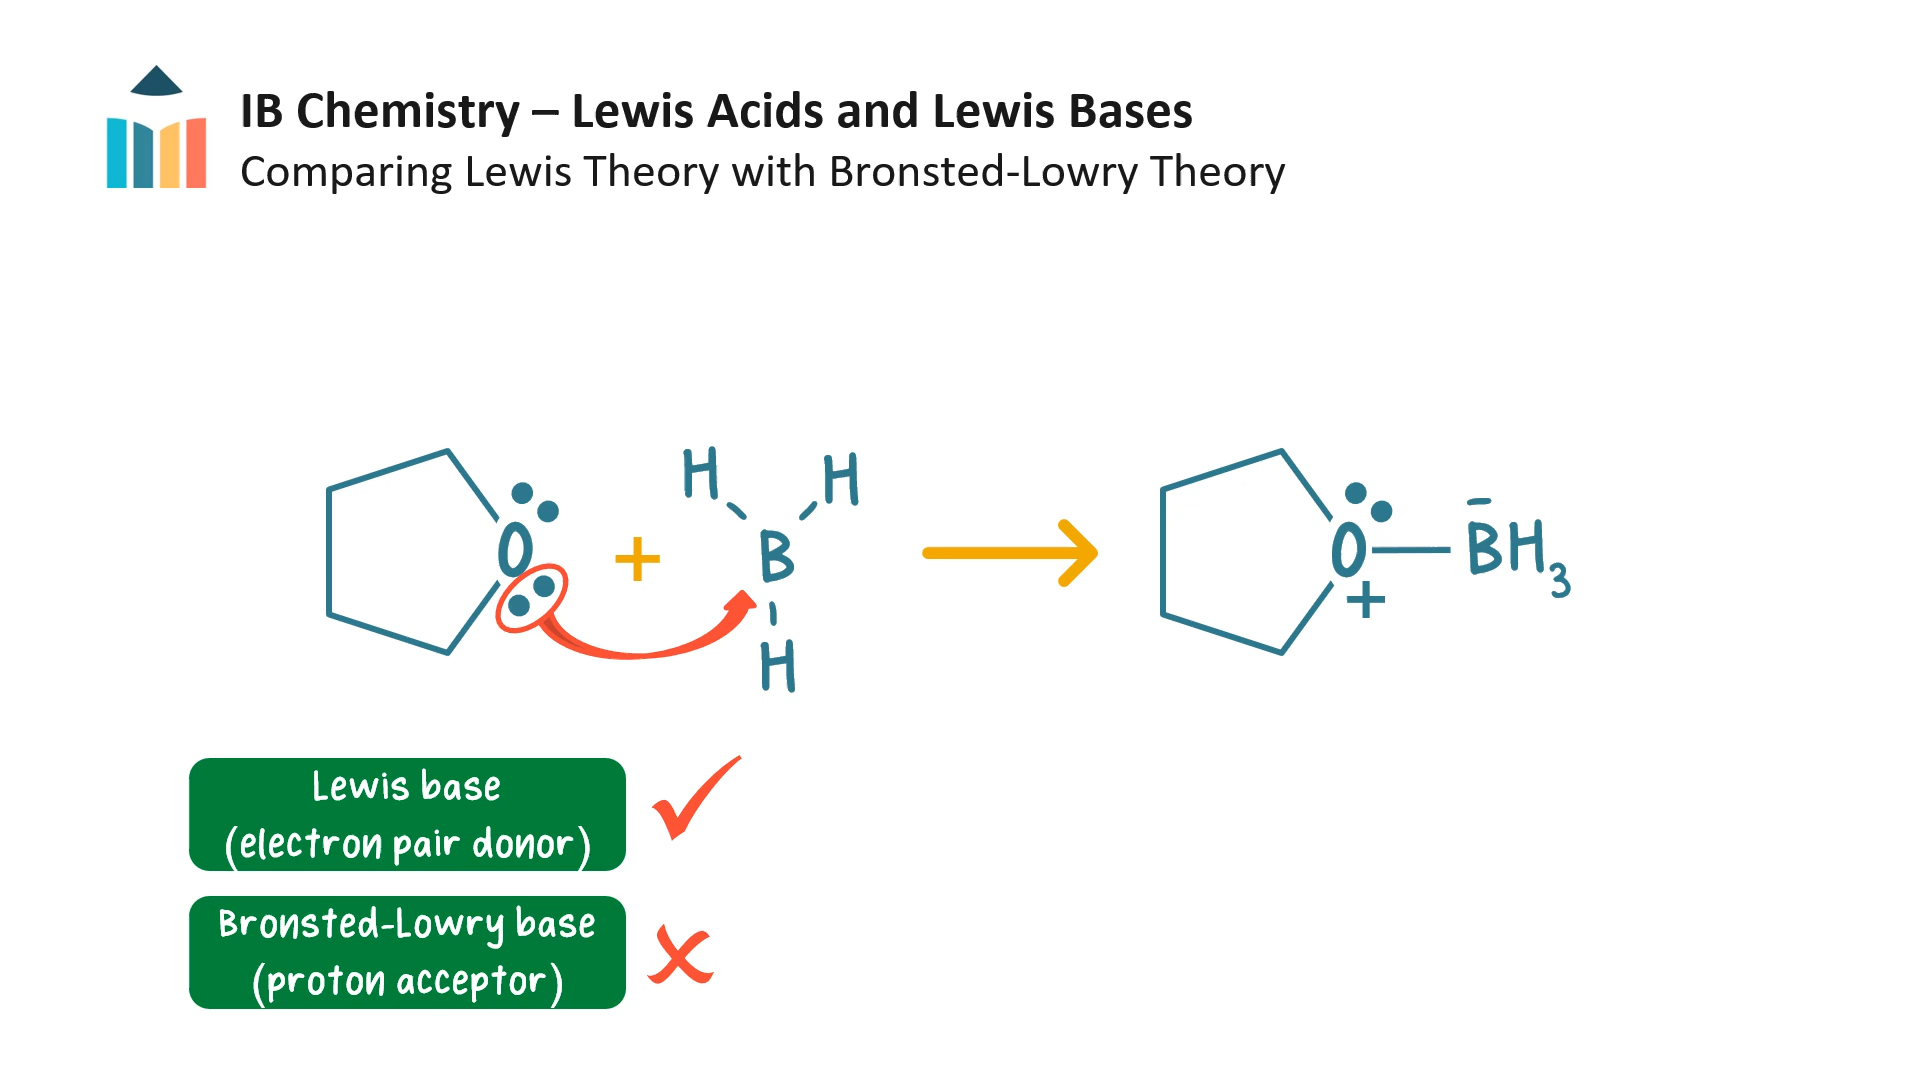 IB Chemistry – Lewis Acids and Lewis Bases
Comparing Lewis Theory with Bronsted-Lowry Theory
H H
O + B
H
O
+
B̄H₃
Lewis base
(electron pair donor)
Bronsted-Lowry base
(proton acceptor)